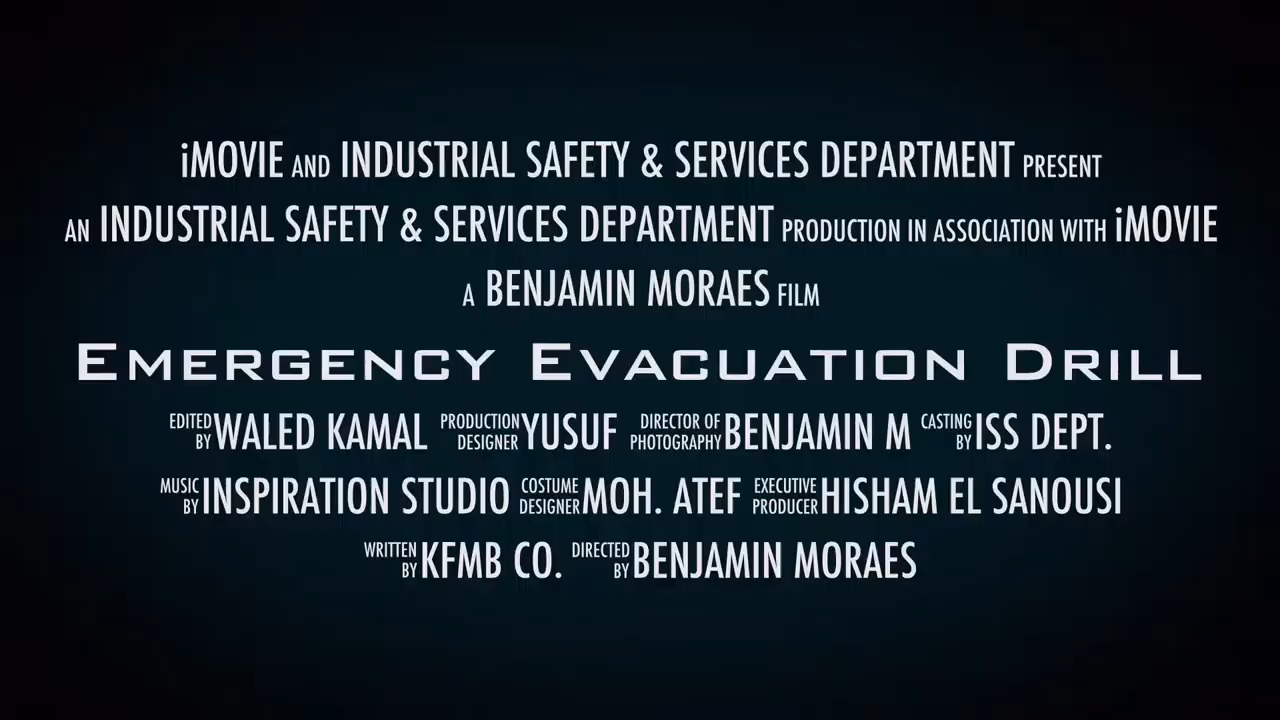 iMOVIE AND INDUSTRIAL SAFETY & SERVICES DEPARTMENT PRESENT
AN INDUSTRIAL SAFETY & SERVICES DEPARTMENT PRODUCTION IN ASSOCIATION WITH iMOVIE
A BENJAMIN MORAES FILM
EMERGENCY EVACUATION DRILL
EDITED BY WALED KAMAL PRODUCTION DESIGNER YUSUF DIRECTOR OF PHOTOGRAPHY BENJAMIN M CASTING BY ISS DEPT.
MUSIC BY INSPIRATION STUDIO COSTUME DESIGNER MOH. ATEF EXECUTIVE PRODUCER HISHAM EL SANOUSI
WRITTEN BY KFMB CO. DIRECTED BY BENJAMIN MORAES